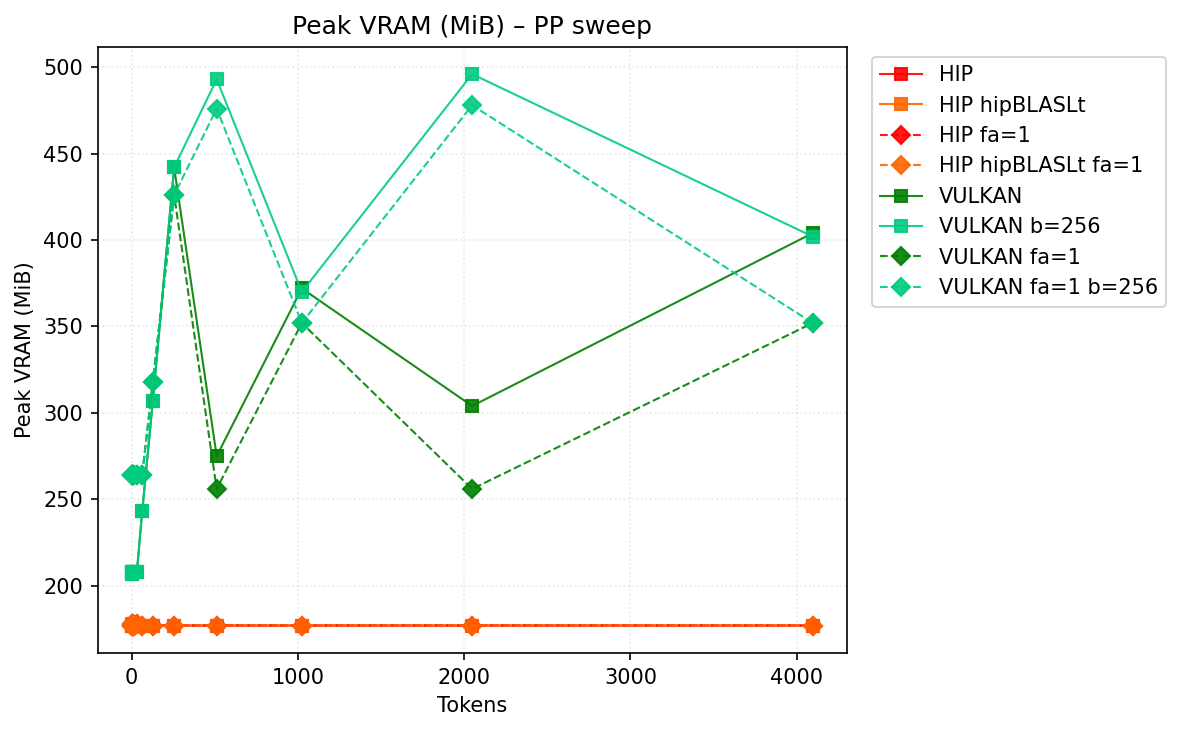 Peak VRAM (MiB) – PP sweep
Peak VRAM (MiB)
500
450
400
350
300
250
200
0
1000
2000
3000
4000
Tokens
HIP
HIP hipBLASLt
HIP fa=1
HIP hipBLASLt fa=1
VULKAN
VULKAN b=256
VULKAN fa=1
VULKAN fa=1 b=256